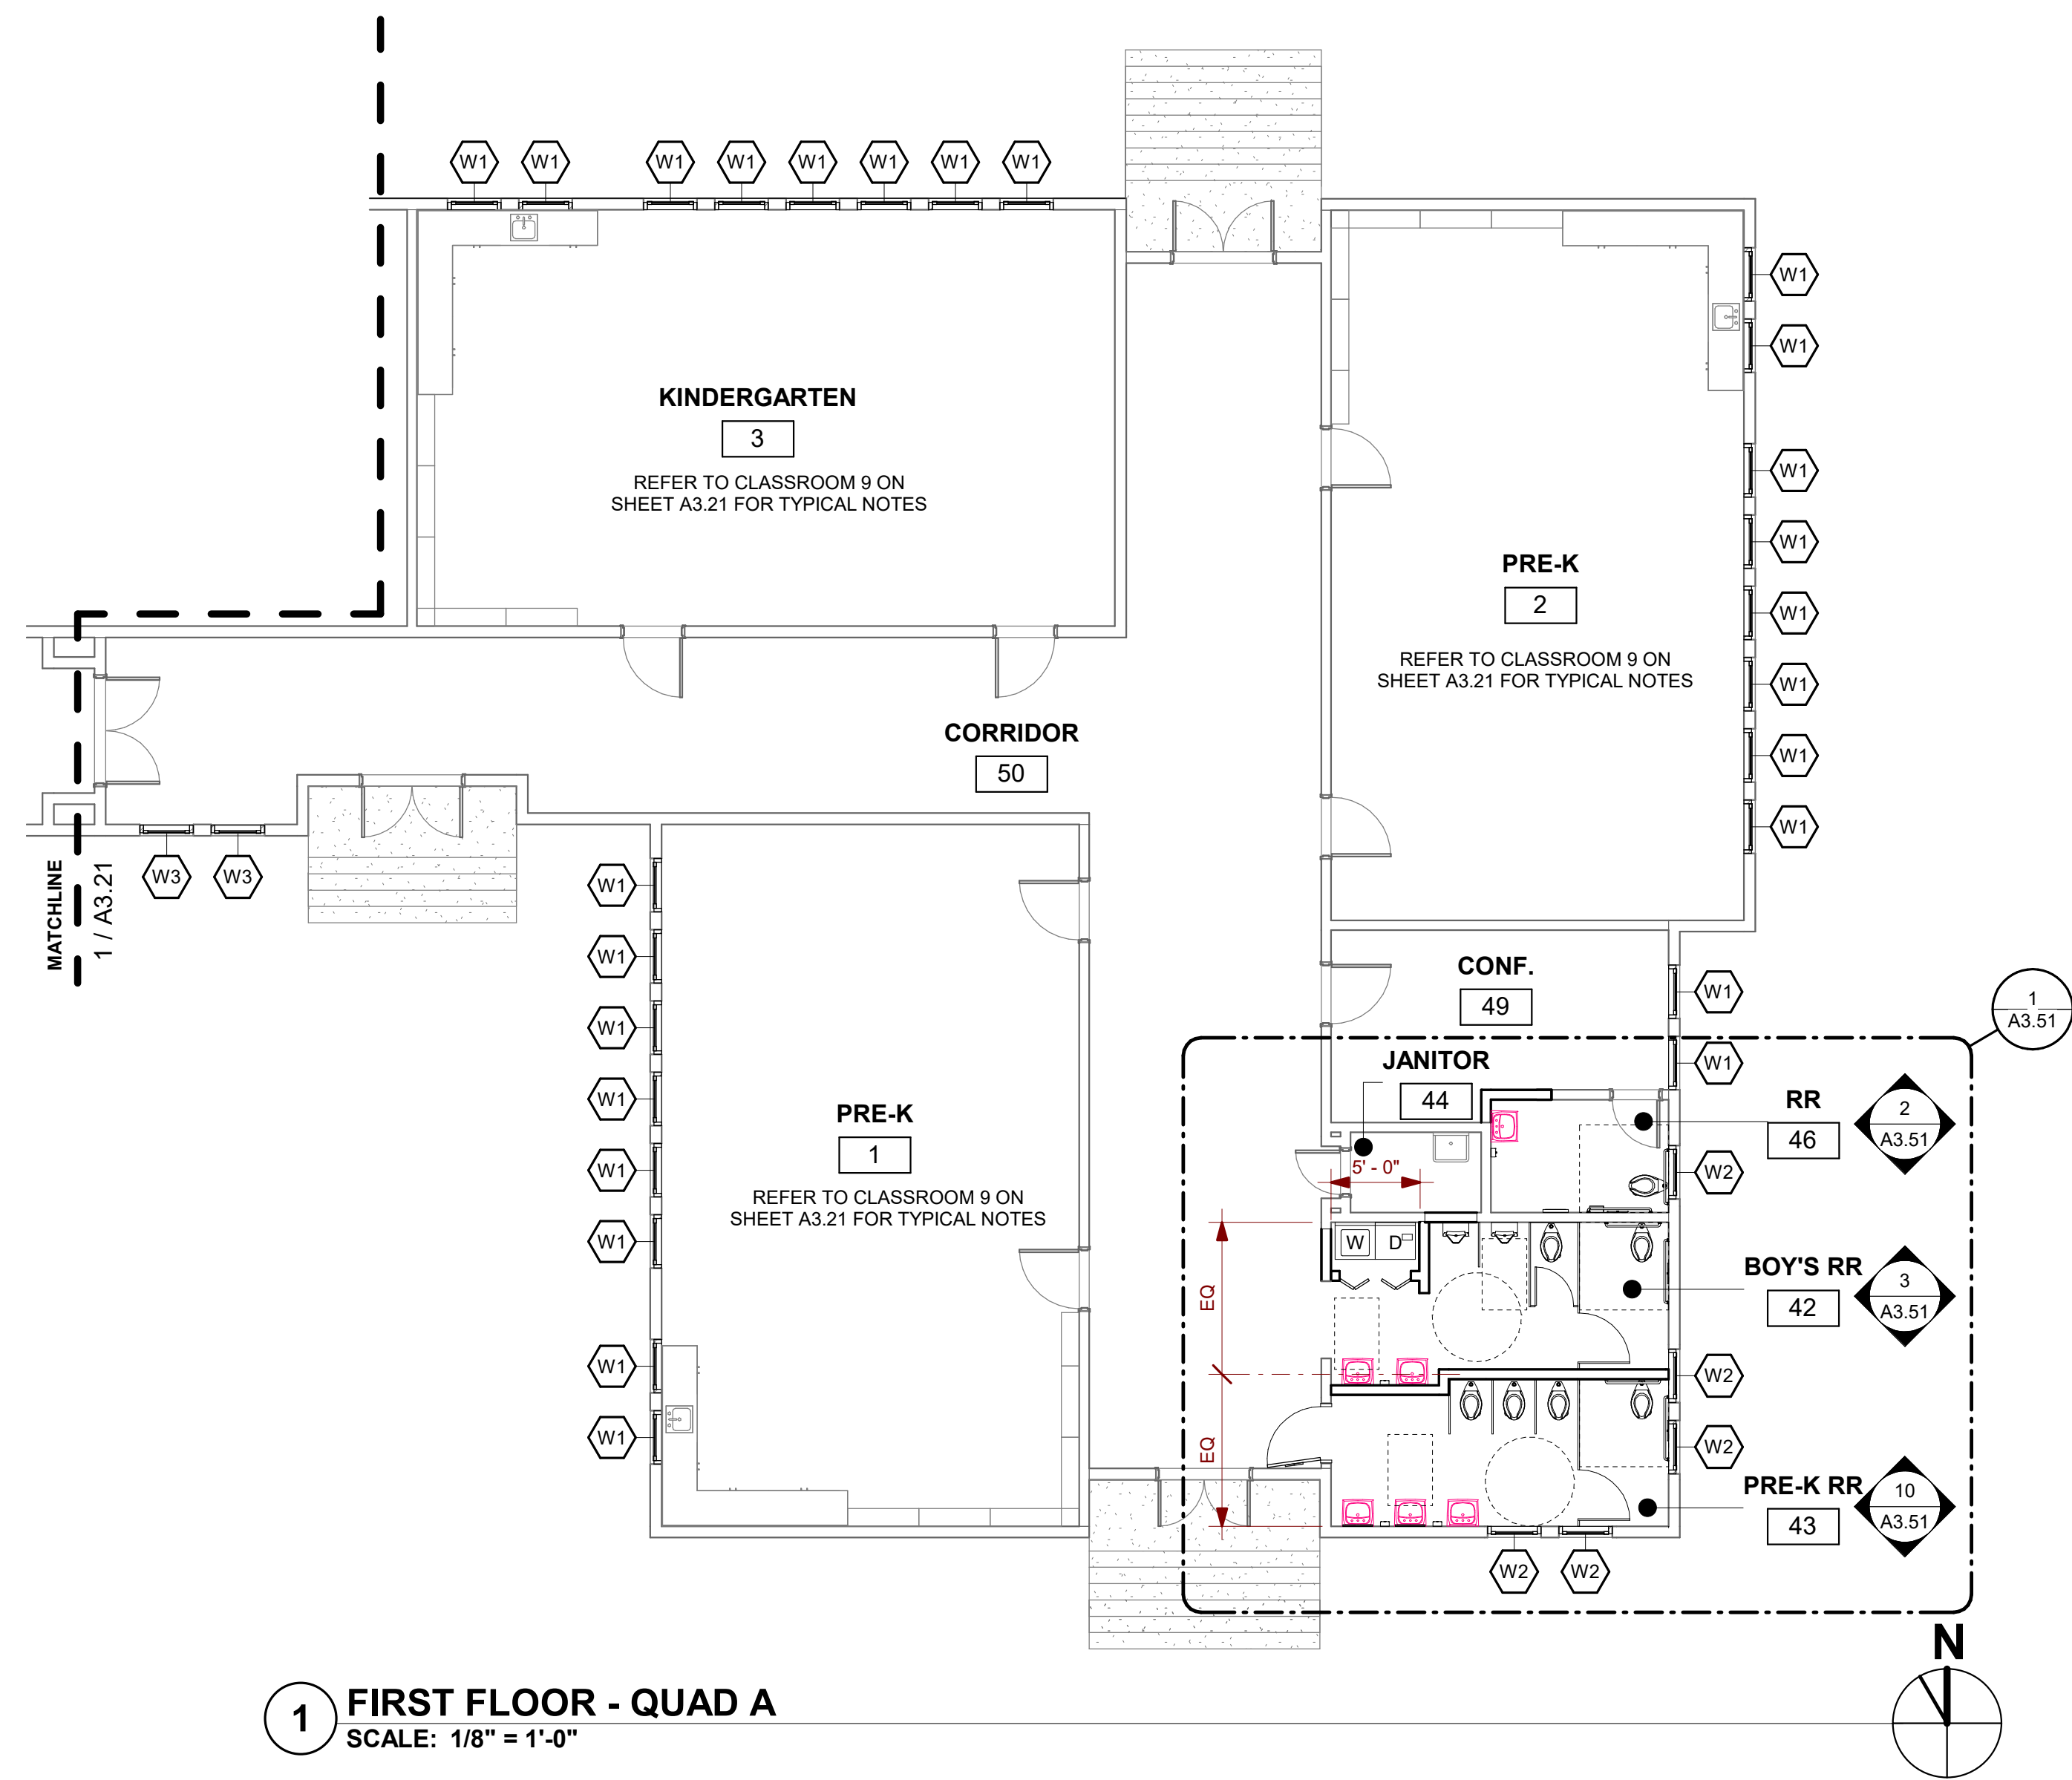 W1 W1 W1 W1 W1 W1 W1 W1
W1
W1
W1
W1
W1
W1
W1
W1
KINDERGARTEN
3
REFER TO CLASSROOM 9 ON
SHEET A3.21 FOR TYPICAL NOTES
PRE-K
2
REFER TO CLASSROOM 9 ON
SHEET A3.21 FOR TYPICAL NOTES
CORRIDOR
50
MATCHLINE
1 / A3.21
W3 W3
W1
W1
W1
W1
W1
W1
W1
W1
PRE-K
1
REFER TO CLASSROOM 9 ON
SHEET A3.21 FOR TYPICAL NOTES
CONF.
49
W1
W1
1
A3.51
JANITOR
44
5' - 0"
RR
46
2
A3.51
W2
W D
EQ
EQ
BOY'S RR
42
3
A3.51
W2
W2
PRE-K RR
43
10
A3.51
W2 W2
N
1
FIRST FLOOR - QUAD A
SCALE: 1/8" = 1'-0"